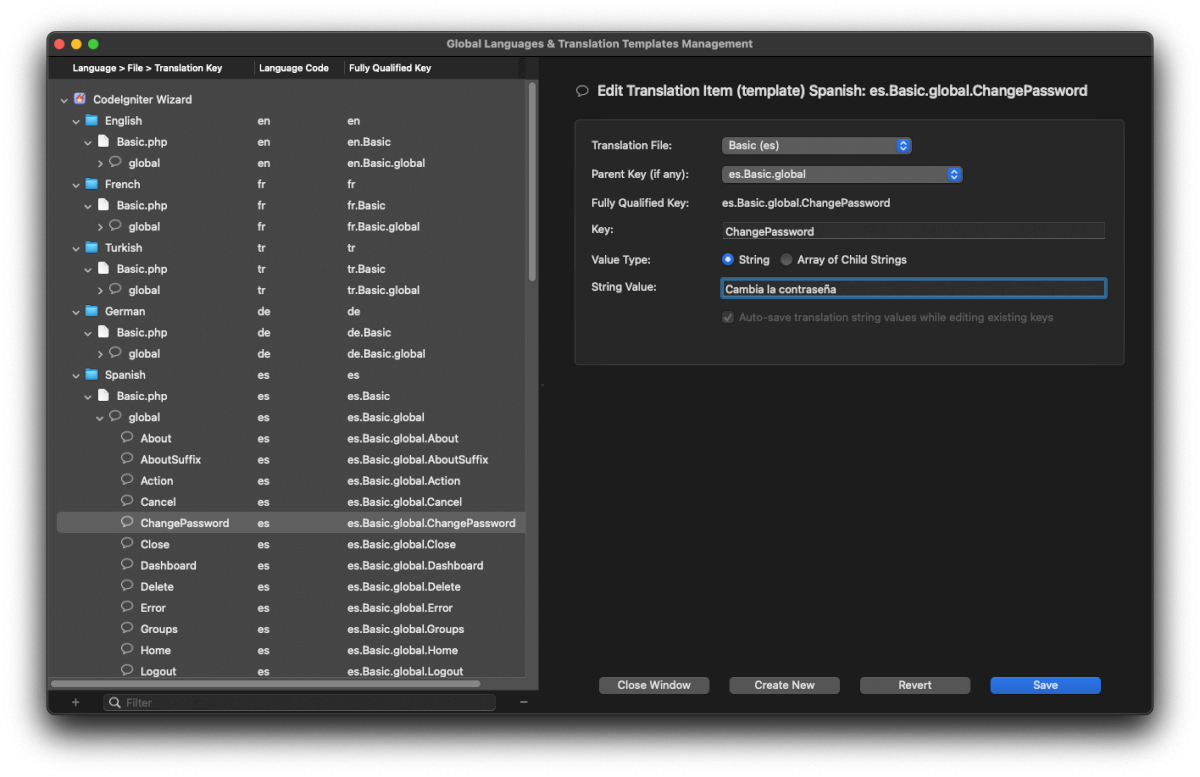 Global Languages & Translation Templates Management
Language > File > Translation Key Language Code Fully Qualified Key
CodeIgniter Wizard
English en en
Basic.php en en.Basic
global en en.Basic.global
French fr fr
Basic.php fr fr.Basic
global fr fr.Basic.global
Turkish tr tr
Basic.php tr tr.Basic
global tr tr.Basic.global
German de de
Basic.php de de.Basic
global de de.Basic.global
Spanish es es
Basic.php es es.Basic
global es es.Basic.global
About es es.Basic.global.About
AboutSuffix es es.Basic.global.AboutSuffix
Action es es.Basic.global.Action
Cancel es es.Basic.global.Cancel
ChangePassword es es.Basic.global.ChangePassword
Close es es.Basic.global.Close
Dashboard es es.Basic.global.Dashboard
Delete es es.Basic.global.Delete
Error es es.Basic.global.Error
Groups es es.Basic.global.Groups
Home es es.Basic.global.Home
Logout es es.Basic.global.Logout
Filter
Edit Translation Item (template) Spanish: es.Basic.global.ChangePassword
Translation File: Basic (es)
Parent Key (if any): es.Basic.global
Fully Qualified Key: es.Basic.global.ChangePassword
Key: ChangePassword
Value Type: String Array of Child Strings
String Value: Cambia la contraseña
Auto-save translation string values while editing existing keys
Close Window Create New Revert Save